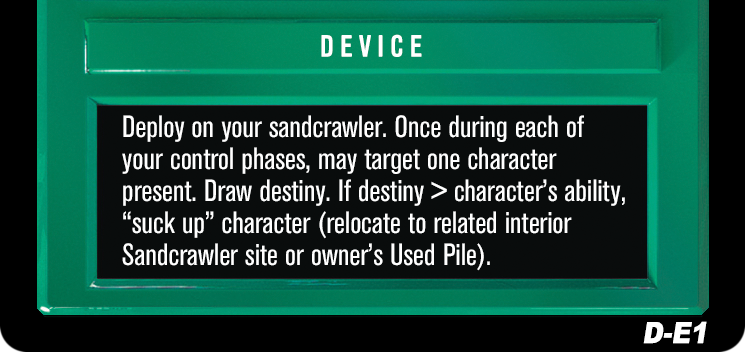 DEVICE
Deploy on your sandcrawler. Once during each of
your control phases, may target one character
present. Draw destiny. If destiny > character’s ability,
“suck up” character (relocate to related interior
Sandcrawler site or owner’s Used Pile).
D-E1